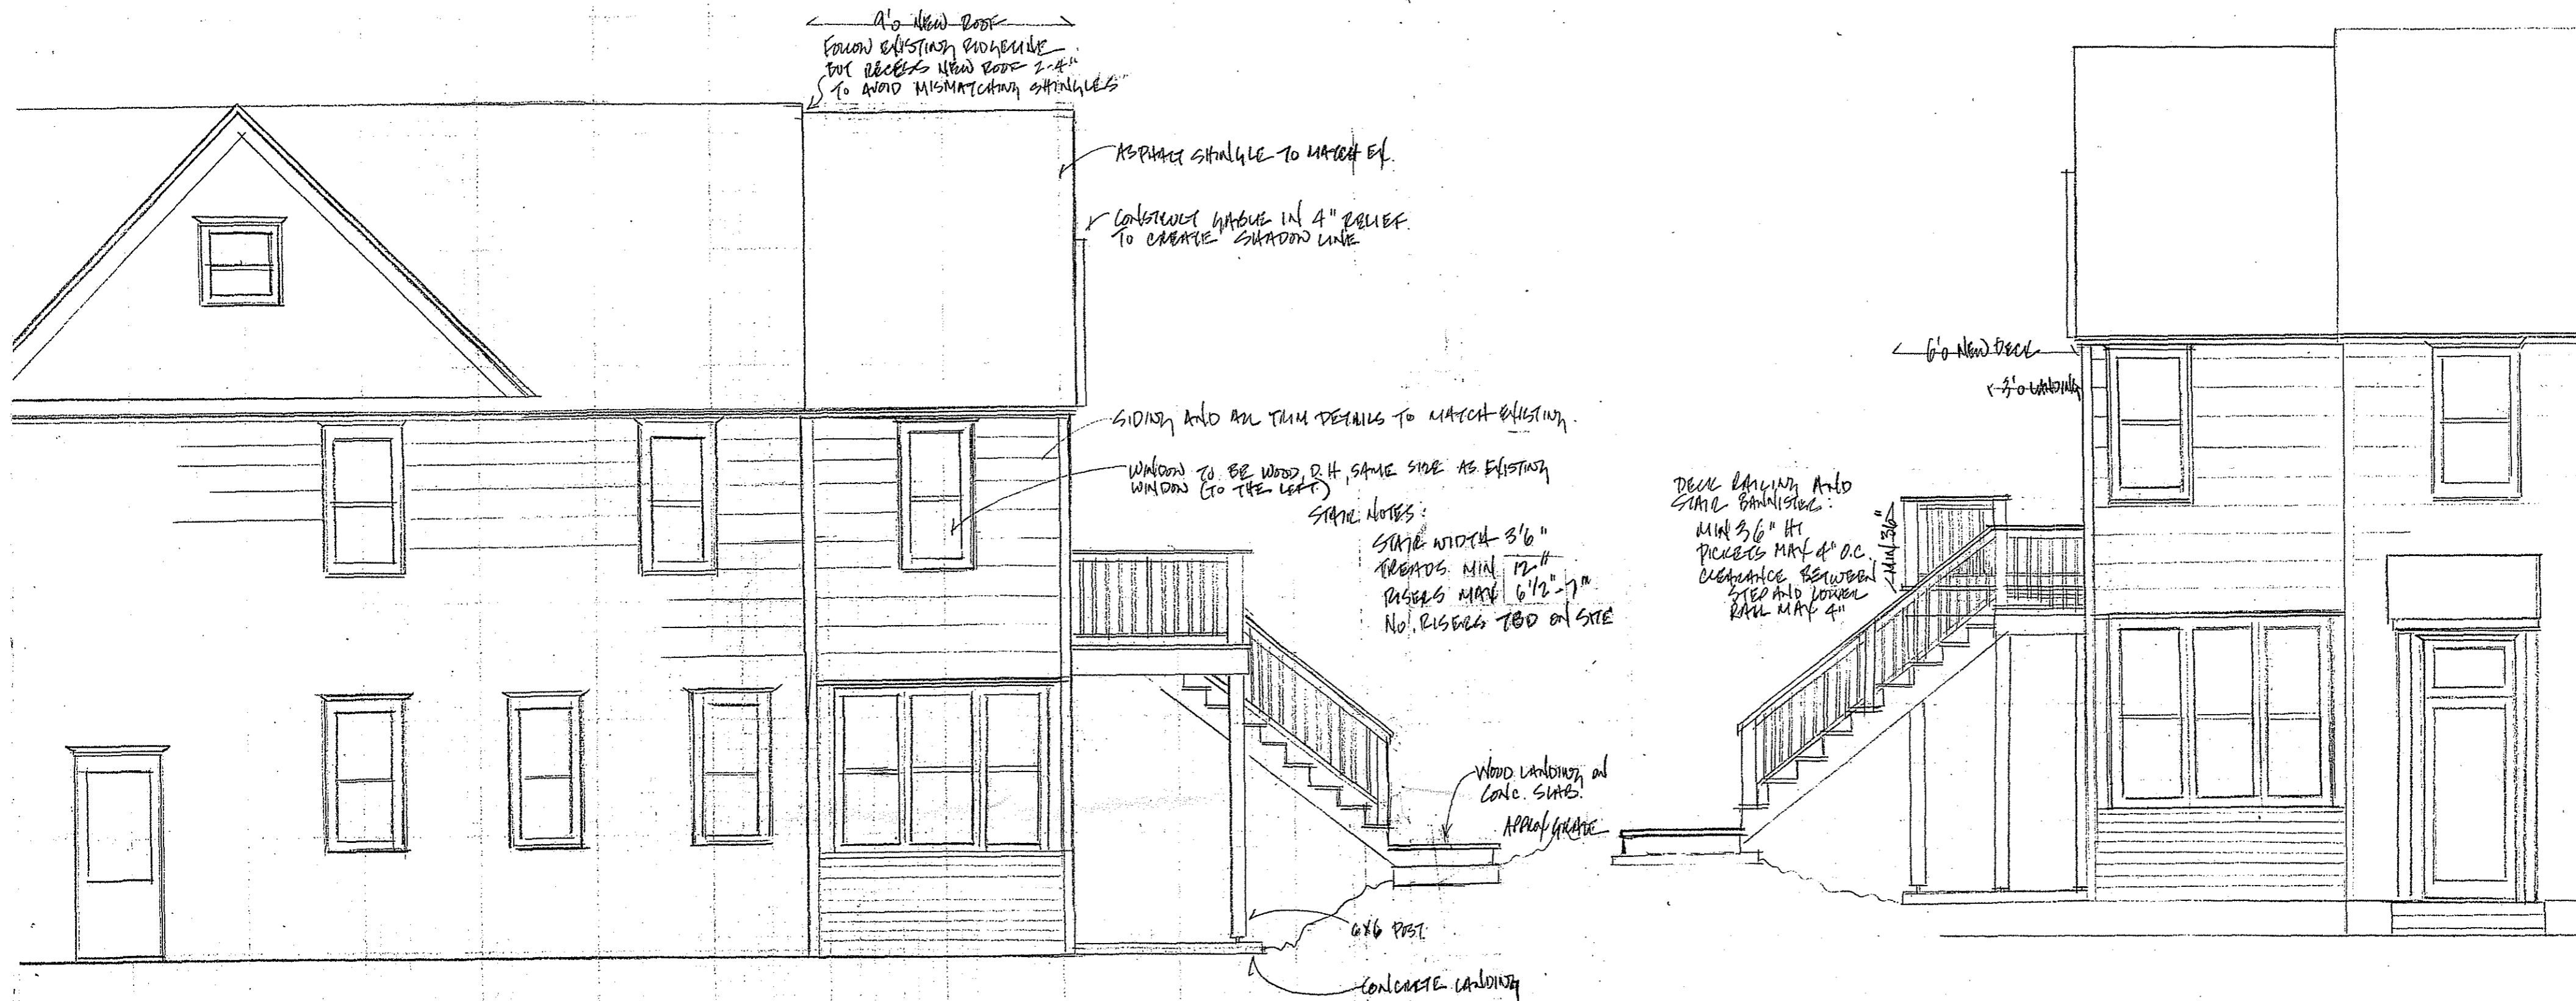 9'0 NEW ROOF
FOLLOW EXISTING RIDGELINE
BUT RECESS NEW ROOF 2-4"
TO AVOID MISMATCHING SHINGLES
ASPHALT SHINGLE TO MATCH EX.
CONSTRUCT GABLE IN 4" RELIEF
TO CREATE SHADOW LINE
SIDING AND ALL TRIM DETAILS TO MATCH EXISTING.
WINDOW TO BE WOOD, D.H, SAME SIZE AS EXISTING
WINDOW (TO THE LEFT)
STAIR NOTES:
STAIR WIDTH 3'6"
TREADS MIN 12"
RISERS MAX 6 1/2"-7"
NO. RISERS TBD ON SITE
WOOD LANDING ON
CONC. SLAB.
APPROX GRADE
6X6 POST
CONCRETE LANDING
6'0 NEW DECK
3'0 LANDING
DECK RAILING AND
STAIR BANNISTER:
MIN 36" HT
PICKETS MAX 4" O.C.
CLEARANCE BETWEEN
STEP AND LOWER
RAIL MAX 4"
MIN 36"